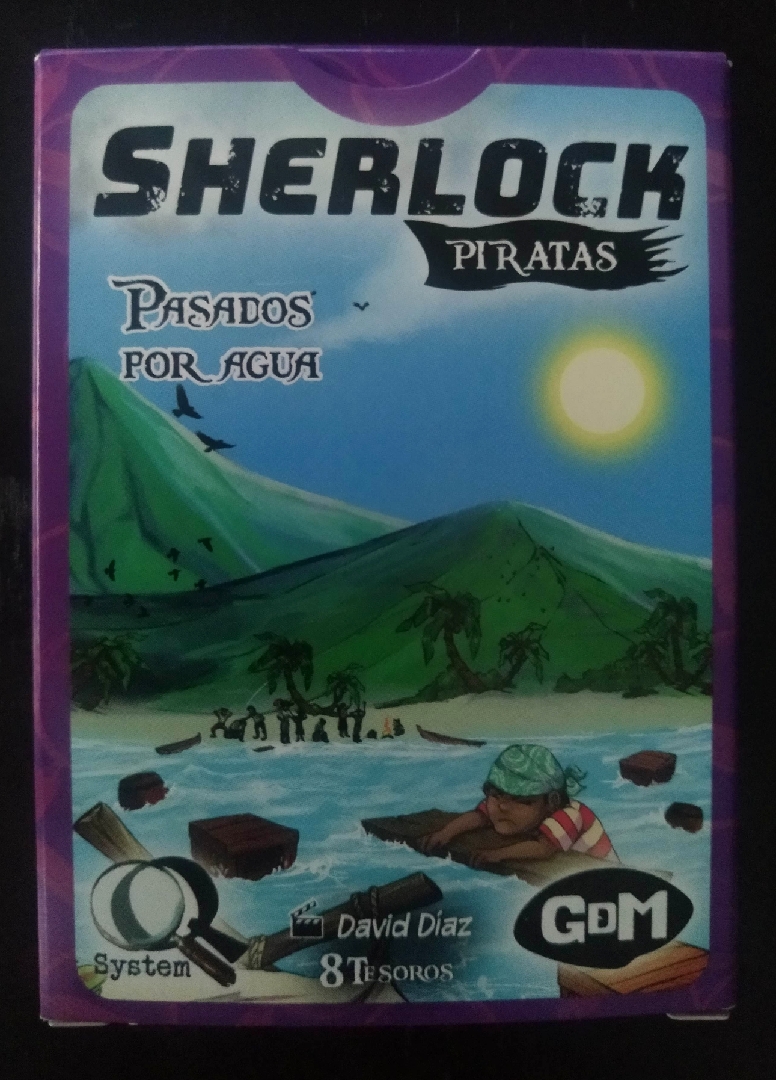 SHERLOCK
PIRATAS
PASADOS
POR AGUA
Q
System
David Díaz
8 TESOROS
GDM